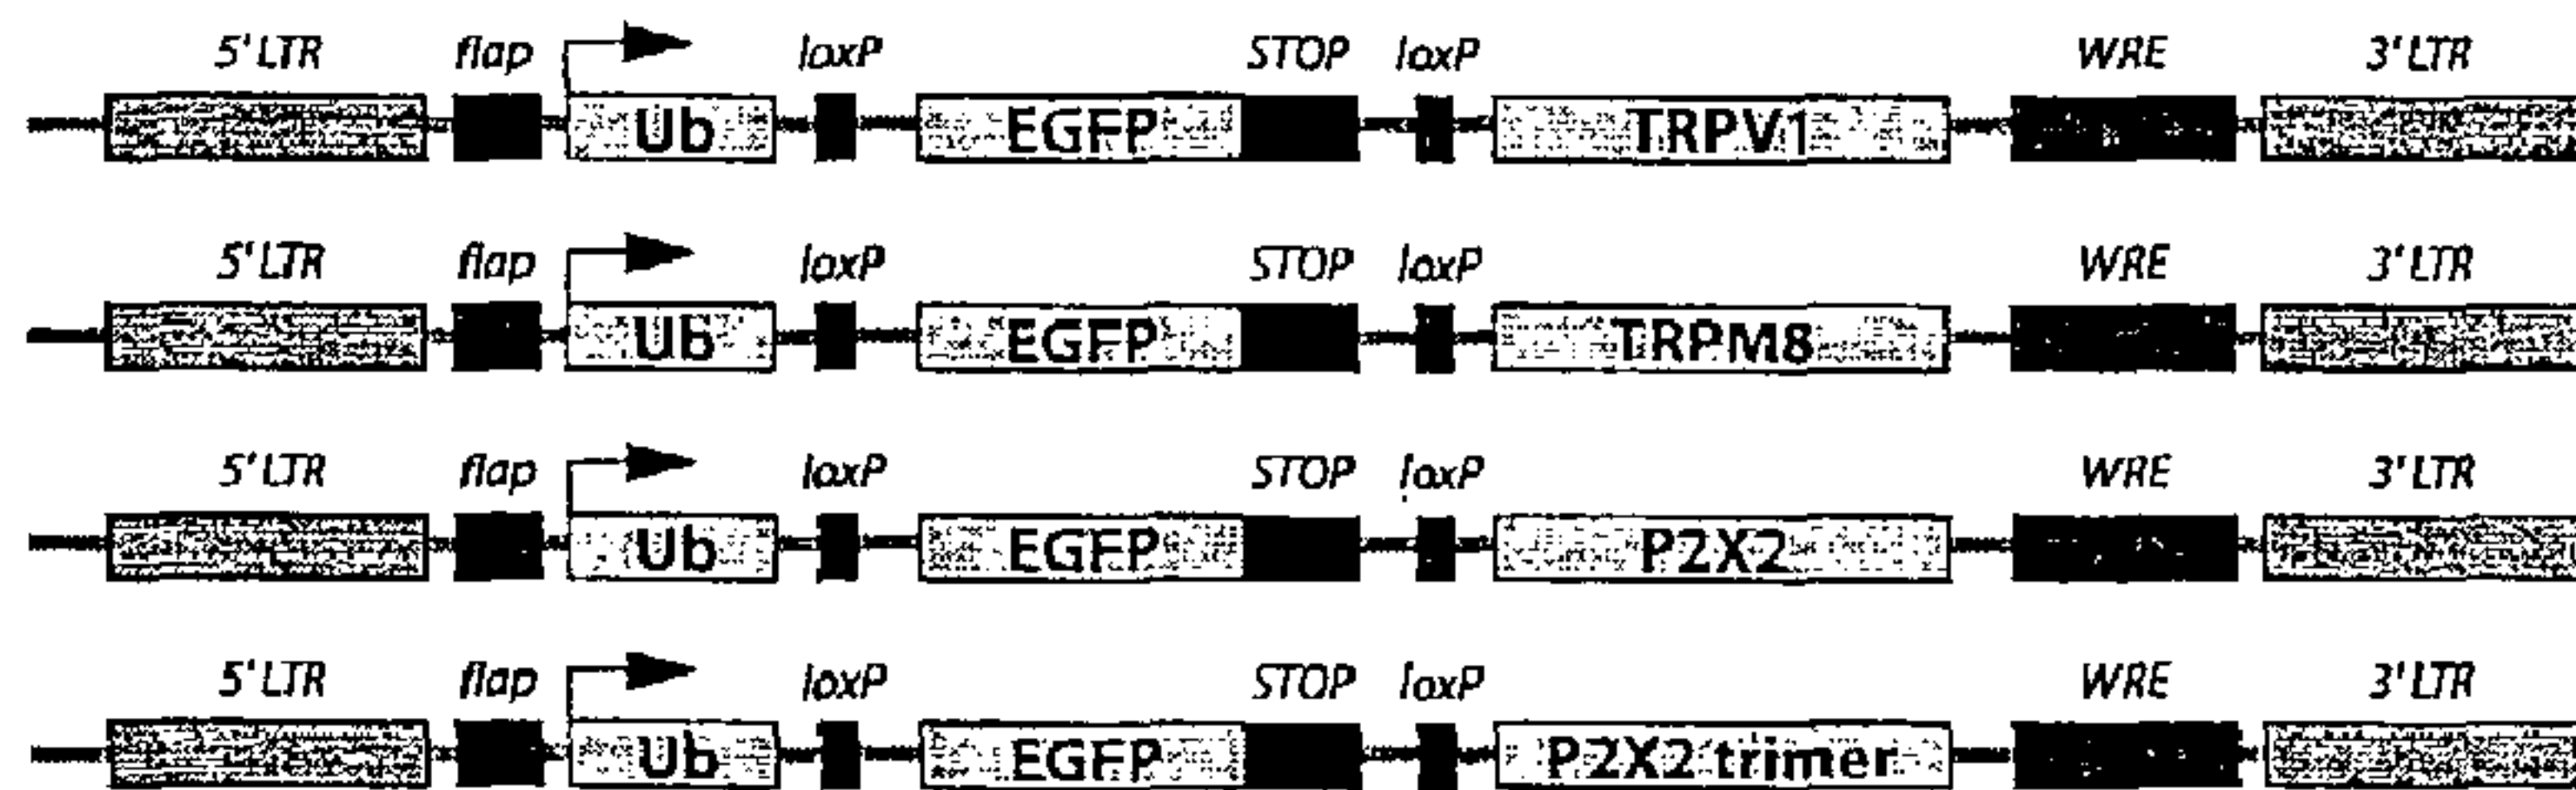 5' LTR flap loxP STOP loxP WRE 3' LTR
Ub EGFP TRPV1
5' LTR flap loxP STOP loxP WRE 3' LTR
Ub EGFP TRPM8
5' LTR flap loxP STOP loxP WRE 3' LTR
Ub EGFP P2X2
5' LTR flap loxP STOP loxP WRE 3' LTR
Ub EGFP P2X2 trimer